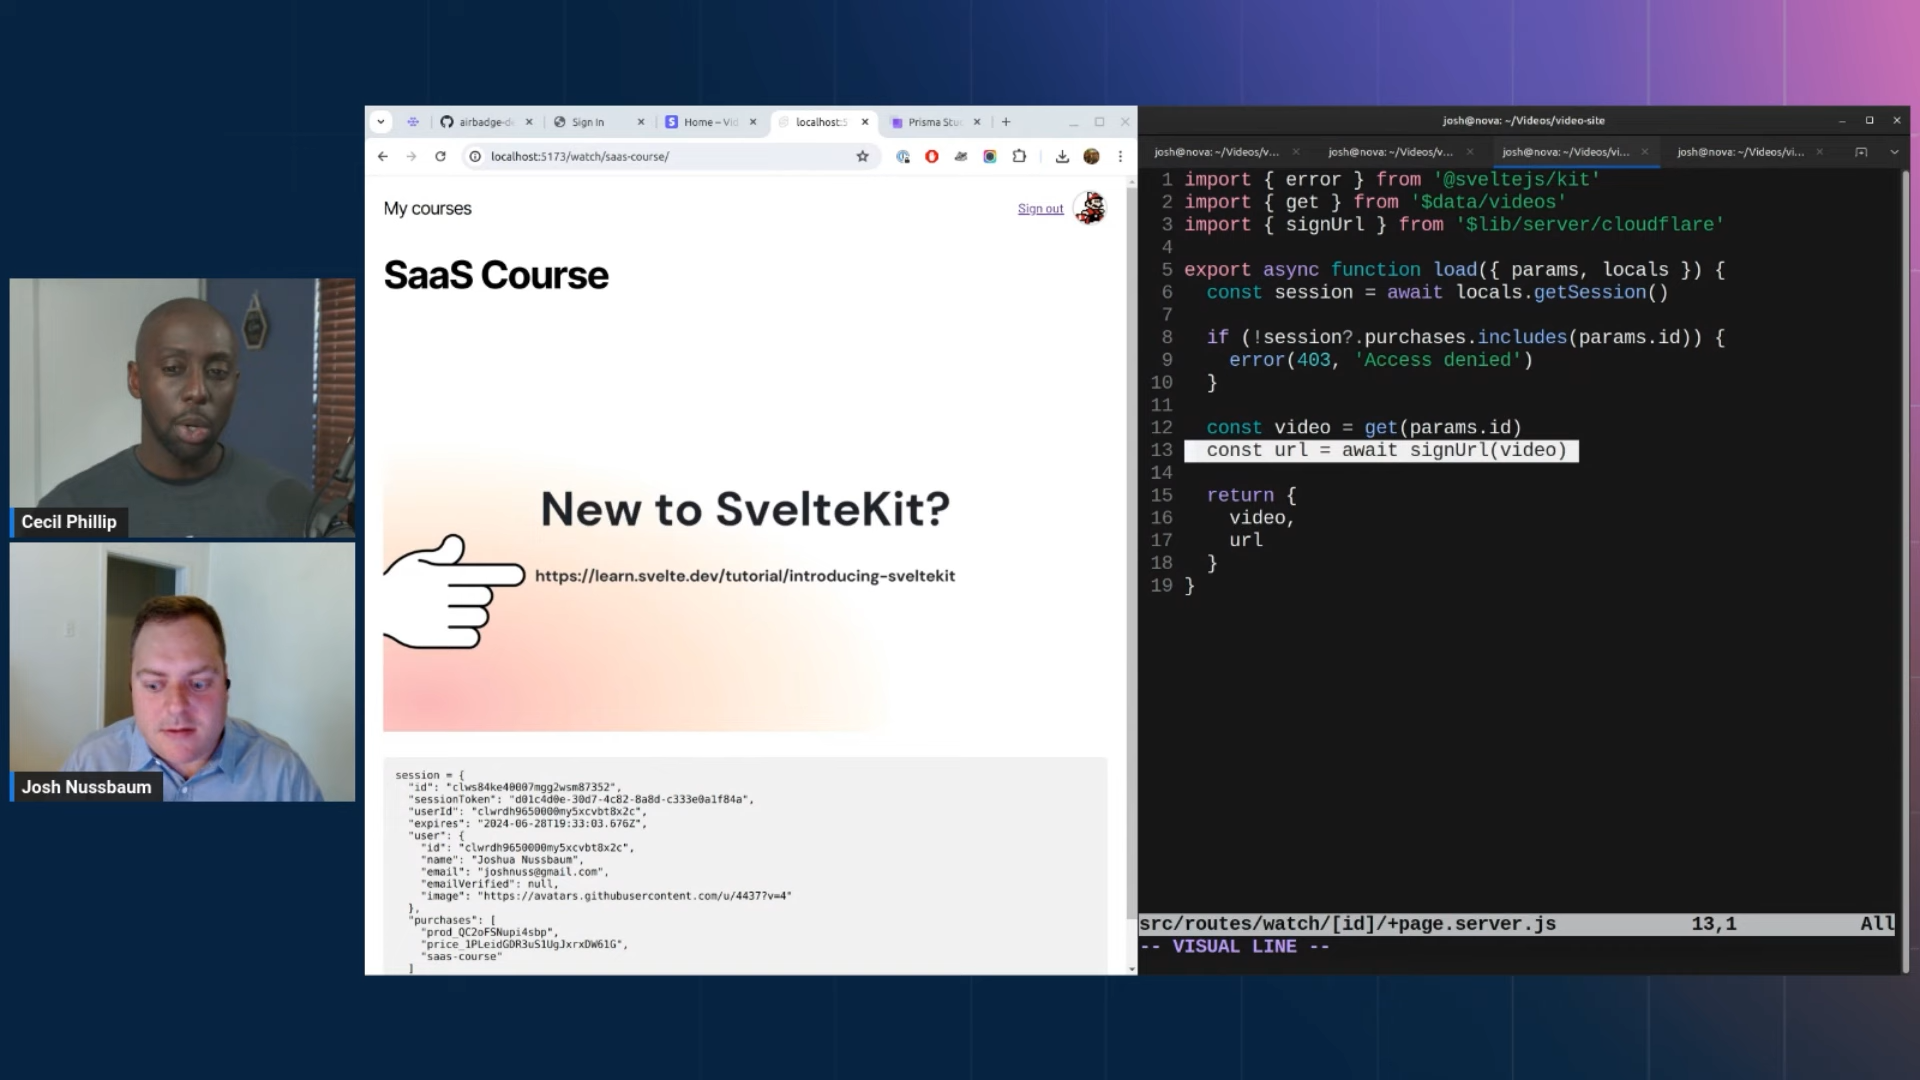 Cecil Phillip
Josh Nussbaum
airbadge-de
Sign In
Home – Vid
localhost:5
Prisma Stud
localhost:5173/watch/saas-course/
My courses
Sign out
SaaS Course
New to SvelteKit?
https://learn.svelte.dev/tutorial/introducing-sveltekit
session = {
"id": "clws84ke40007mgg2wsm87352",
"sessionToken": "d01c4d0e-30d7-4c82-8a8d-c333e0a1f84a",
"userId": "clwrdh9650000my5xcvbt8x2c",
"expires": "2024-06-28T19:33:03.676Z",
"user": {
"id": "clwrdh9650000my5xcvbt8x2c",
"name": "Joshua Nussbaum",
"email": "joshnuss@gmail.com",
"emailVerified": null,
"image": "https://avatars.githubusercontent.com/u/4437?v=4"
},
"purchases": [
"prod_QC2oFSNupi4sbp",
"price_1PLeidGDR3uS1UgJxrxDW61G",
"saas-course"
]
josh@nova: ~/Videos/video-site
josh@nova: ~/Videos/v...
josh@nova: ~/Videos/v...
josh@nova: ~/Videos/vi...
josh@nova: ~/Videos/vi...
1 import { error } from '@sveltejs/kit'
2 import { get } from '$data/videos'
3 import { signUrl } from '$lib/server/cloudflare'
4
5 export async function load({ params, locals }) {
6 const session = await locals.getSession()
7
8 if (!session?.purchases.includes(params.id)) {
9 error(403, 'Access denied')
10 }
11
12 const video = get(params.id)
13 const url = await signUrl(video)
14
15 return {
16 video,
17 url
18 }
19 }
src/routes/watch/[id]/+page.server.js 13,1 All
-- VISUAL LINE --